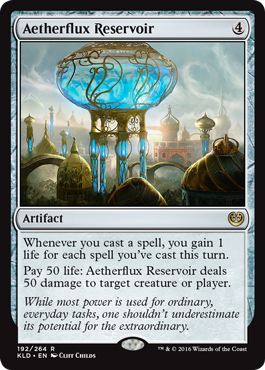 Aetherflux Reservoir 4
Artifact
Whenever you cast a spell, you gain 1
life for each spell you've cast this turn.
Pay 50 life: Aetherflux Reservoir deals
50 damage to target creature or player.
While most power is used for ordinary,
everyday tasks, one shouldn't underestimate
its potential for the extraordinary.
192/264 R
KLD • EN CLIFF CHILDS ™ & © 2016 Wizards of the Coast